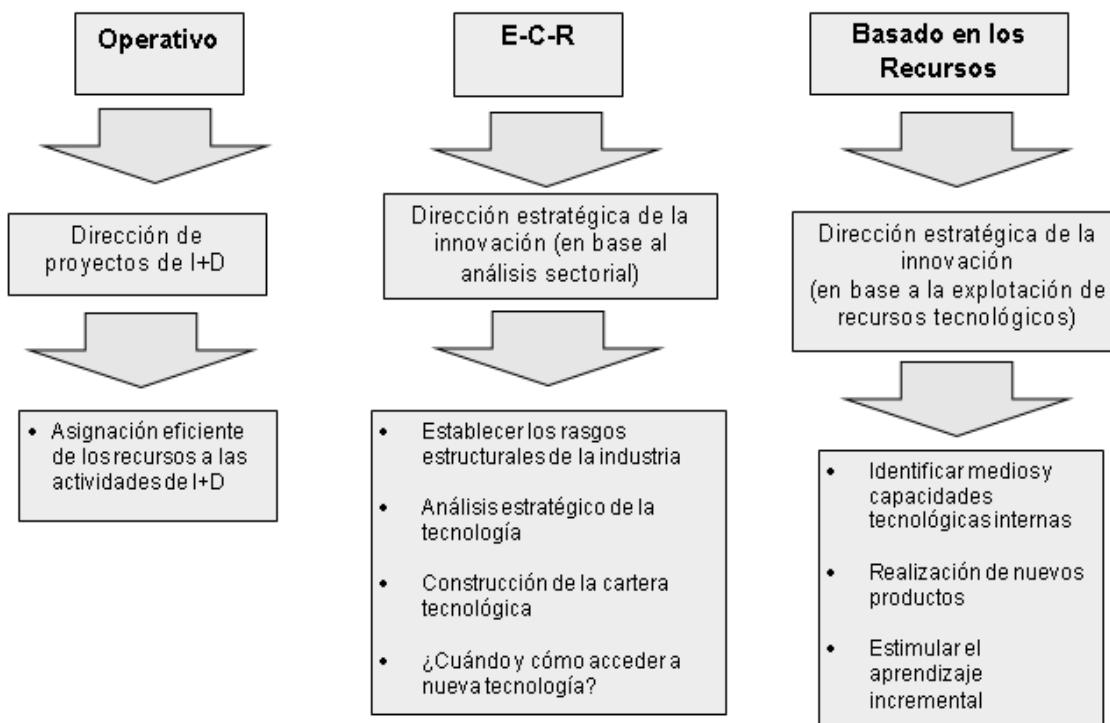 Operativo
Dirección de
proyectos de I+D
• Asignación eficiente
de los recursos a las
actividades de I+D
E-C-R
Dirección estratégica de la
innovación (en base al
análisis sectorial)
• Establecer los rasgos
estructurales de la industria
• Análisis estratégico de la
tecnología
• Construcción de la cartera
tecnológica
• ¿Cuándo y cómo acceder a
nueva tecnología?
Basado en los
Recursos
Dirección estratégica de la
innovación
(en base a la explotación de
recursos tecnológicos)
• Identificar medios y
capacidades
tecnológicas internas
• Realización de nuevos
productos
• Estimular el
aprendizaje
incremental